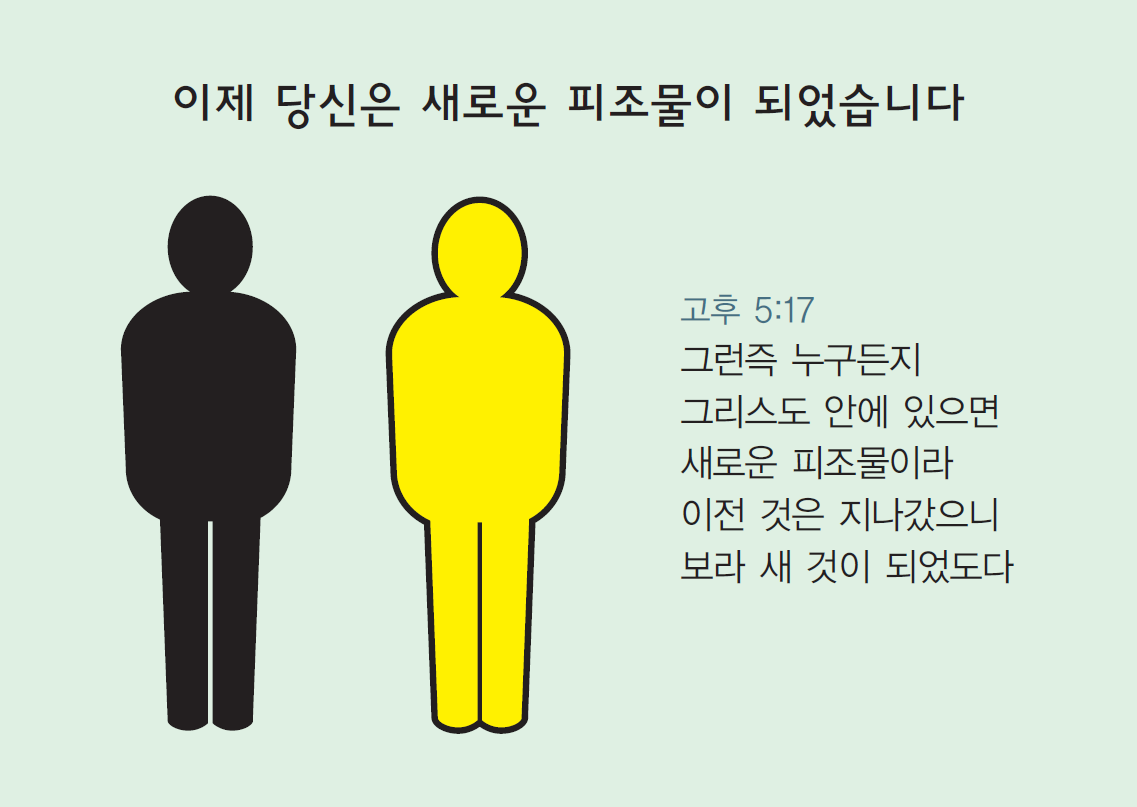 이제 당신은 새로운 피조물이 되었습니다
고후 5:17
그런즉 누구든지
그리스도 안에 있으면
새로운 피조물이라
이전 것은 지나갔으니
보라 새 것이 되었도다